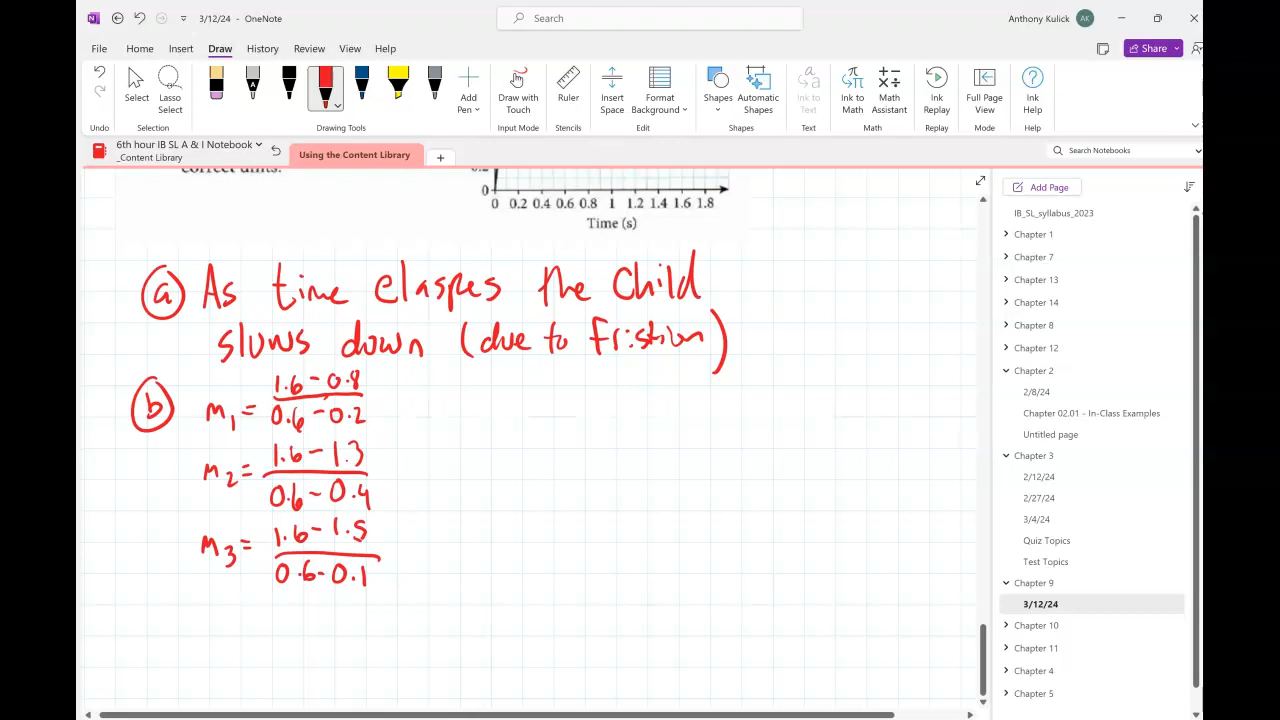 3/12/24 - OneNote
Search
Anthony Kulick
AK
File Home Insert Draw History Review View Help
Share
Undo
Select
Lasso Select
Add Pen
Draw with Touch
Ruler
Insert Space
Format Background
Shapes
Automatic Shapes
Ink to Text
Ink to Math
Math Assistant
Ink Replay
Full Page View
Ink Help
Undo Selection Drawing Tools Input Mode Stencils Edit Shapes Text Math Replay Mode Help
6th hour IB SL A & I Notebook
_Content Library
Using the Content Library
Search Notebooks
correct units.
0.2
0
0 0.2 0.4 0.6 0.8 1 1.2 1.4 1.6 1.8
Time (s)
(a) As time elaspes the Child
slows down (due to fristion)
(b) m1 = 1.6 - 0.8
0.6 - 0.2
m2 = 1.6 - 1.3
0.6 - 0.4
m3 = 1.6 - 1.5
0.6 - 0.1
Add Page
IB_SL_syllabus_2023
Chapter 1
Chapter 7
Chapter 13
Chapter 14
Chapter 8
Chapter 12
Chapter 2
2/8/24
Chapter 02.01 - In-Class Examples
Untitled page
Chapter 3
2/12/24
2/27/24
3/4/24
Quiz Topics
Test Topics
Chapter 9
3/12/24
Chapter 10
Chapter 11
Chapter 4
Chapter 5